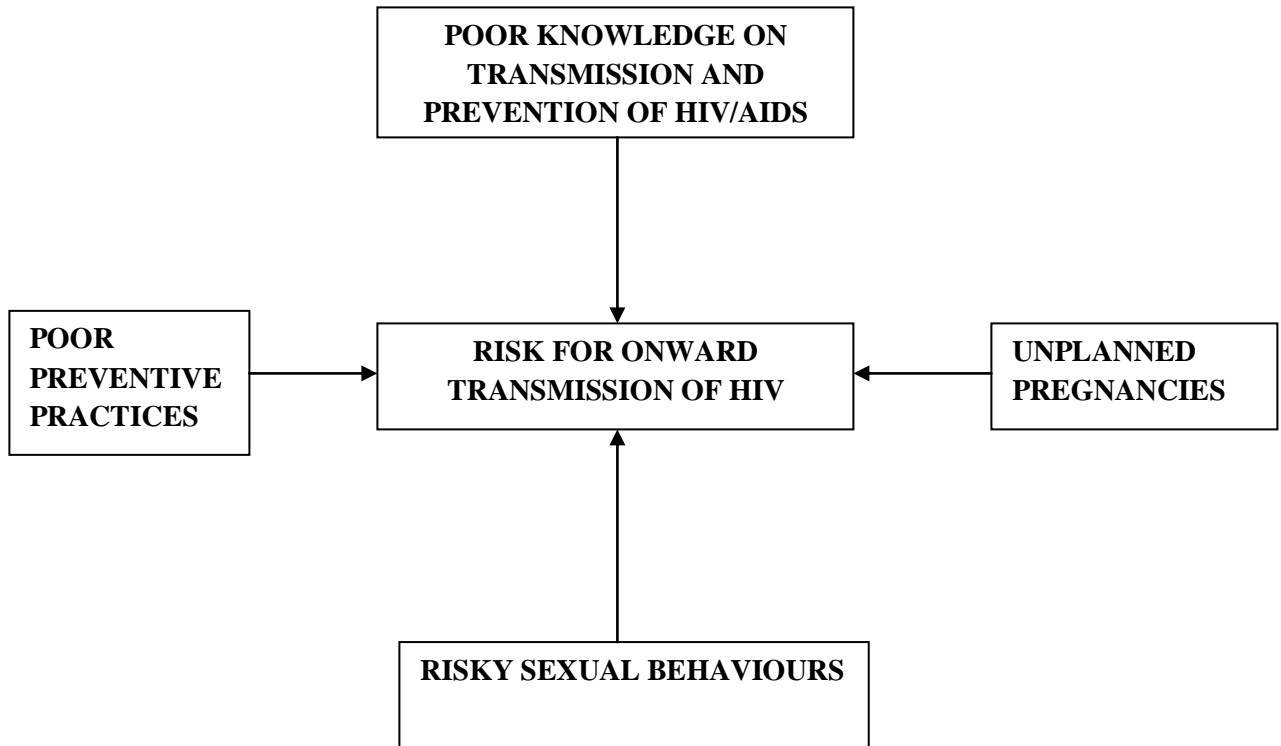 POOR KNOWLEDGE ON
TRANSMISSION AND
PREVENTION OF HIV/AIDS
POOR
PREVENTIVE
PRACTICES
RISK FOR ONWARD
TRANSMISSION OF HIV
UNPLANNED
PREGNANCIES
RISKY SEXUAL BEHAVIOURS